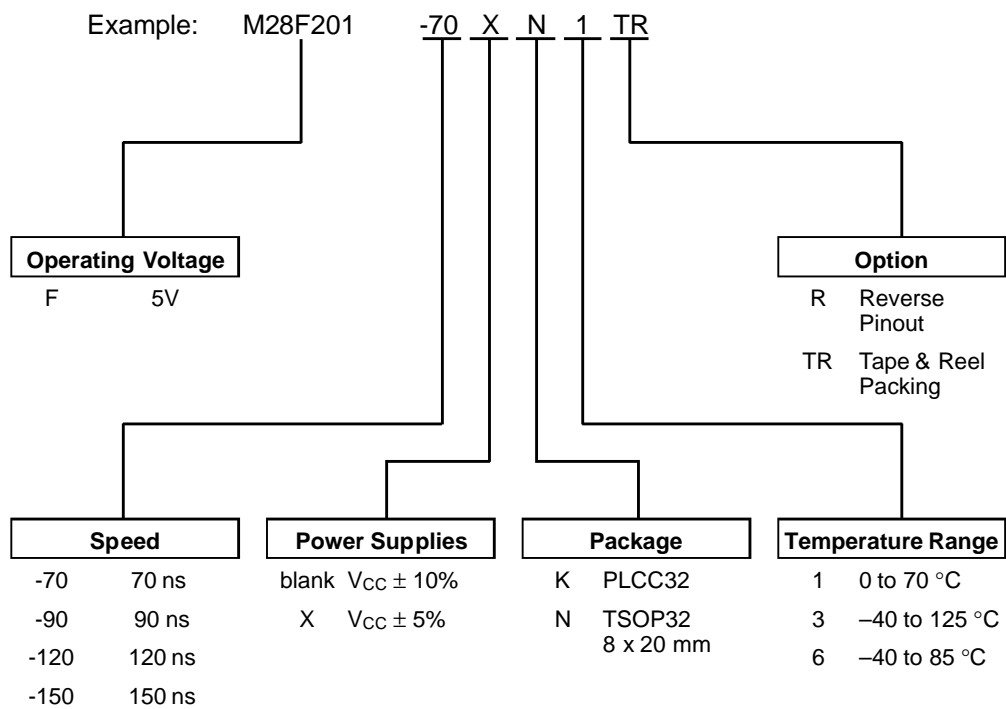 Example: M28F201 -70 X N 1 TR
Operating Voltage
F 5V
Option
R Reverse
Pinout
TR Tape & Reel
Packing
Speed
-70 70 ns
-90 90 ns
-120 120 ns
-150 150 ns
Power Supplies
blank VCC ± 10%
X VCC ± 5%
Package
K PLCC32
N TSOP32
8 x 20 mm
Temperature Range
1 0 to 70 °C
3 –40 to 125 °C
6 –40 to 85 °C